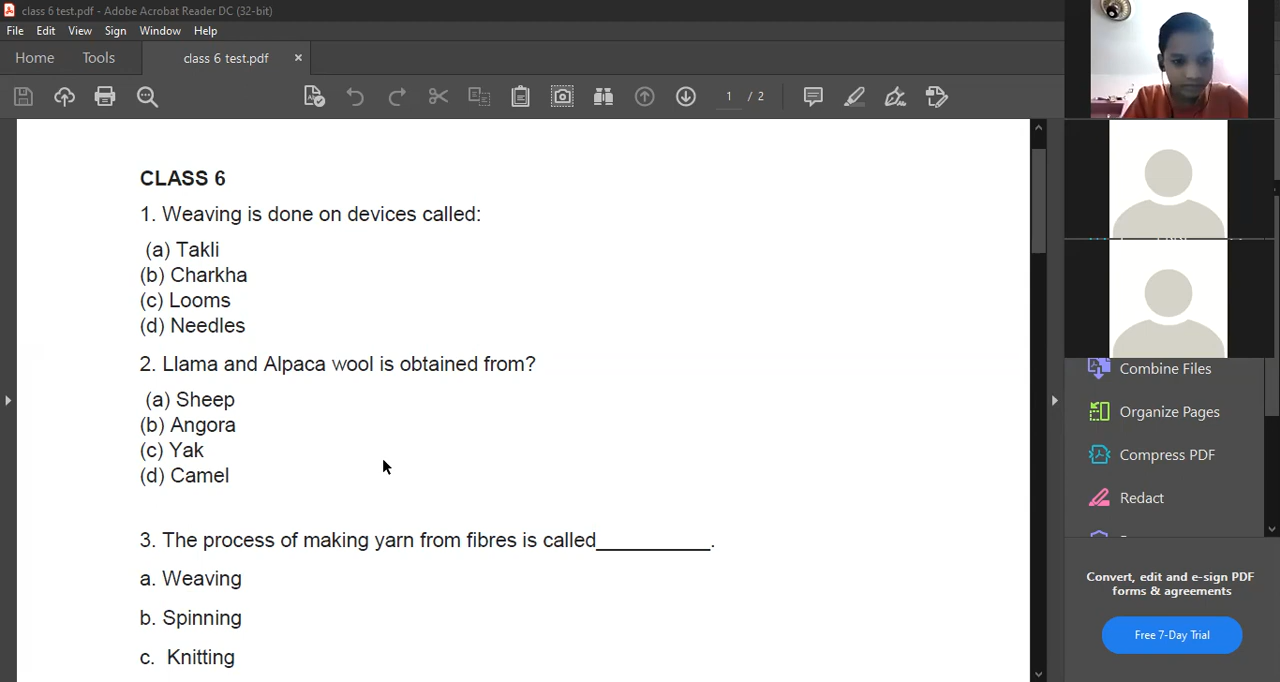 class 6 test.pdf - Adobe Acrobat Reader DC (32-bit)
File Edit View Sign Window Help
Home Tools class 6 test.pdf ×
1 / 2
CLASS 6
1. Weaving is done on devices called:
(a) Takli
(b) Charkha
(c) Looms
(d) Needles
2. Llama and Alpaca wool is obtained from?
(a) Sheep
(b) Angora
(c) Yak
(d) Camel
3. The process of making yarn from fibres is called__________.
a. Weaving
b. Spinning
c. Knitting
Combine Files
Organize Pages
Compress PDF
Redact
Convert, edit and e-sign PDF
forms & agreements
Free 7-Day Trial